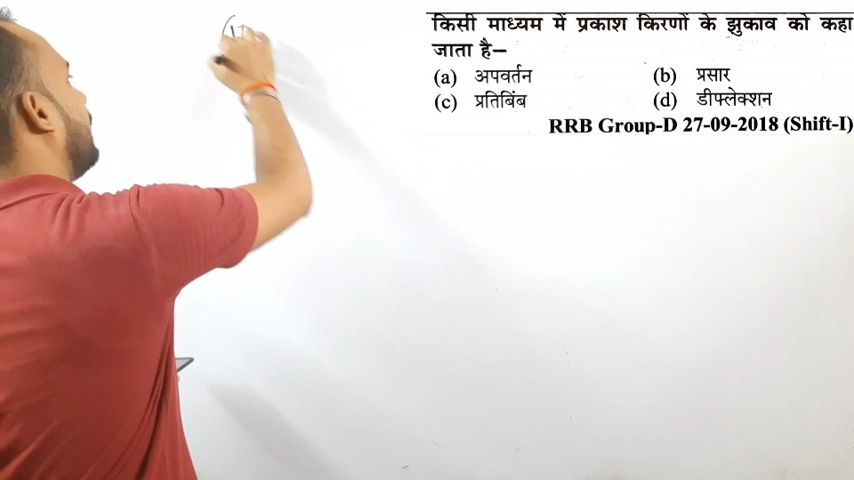 किसी माध्यम में प्रकाश किरणों के झुकाव को कहा
जाता है–
(a) अपवर्तन (b) प्रसार
(c) प्रतिबिंब (d) डीफ्लेक्शन
RRB Group-D 27-09-2018 (Shift-I)